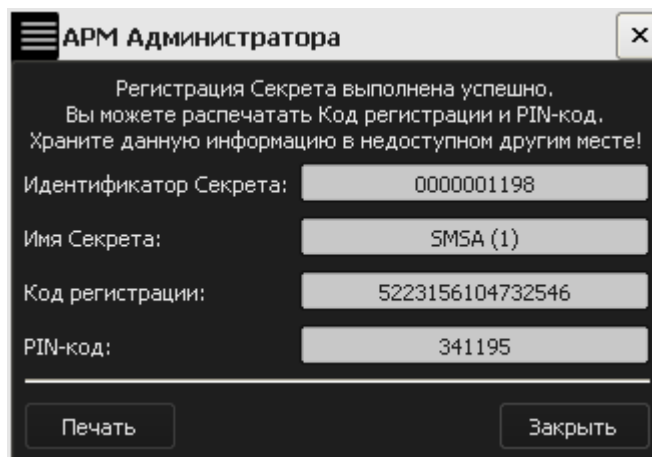 АРМ Администратора
Регистрация Секрета выполнена успешно.
Вы можете распечатать Код регистрации и PIN-код.
Храните данную информацию в недоступном другим месте!
Идентификатор Секрета: 0000001198
Имя Секрета: SMSA (1)
Код регистрации: 5223156104732546
PIN-код: 341195
Печать Закрыть